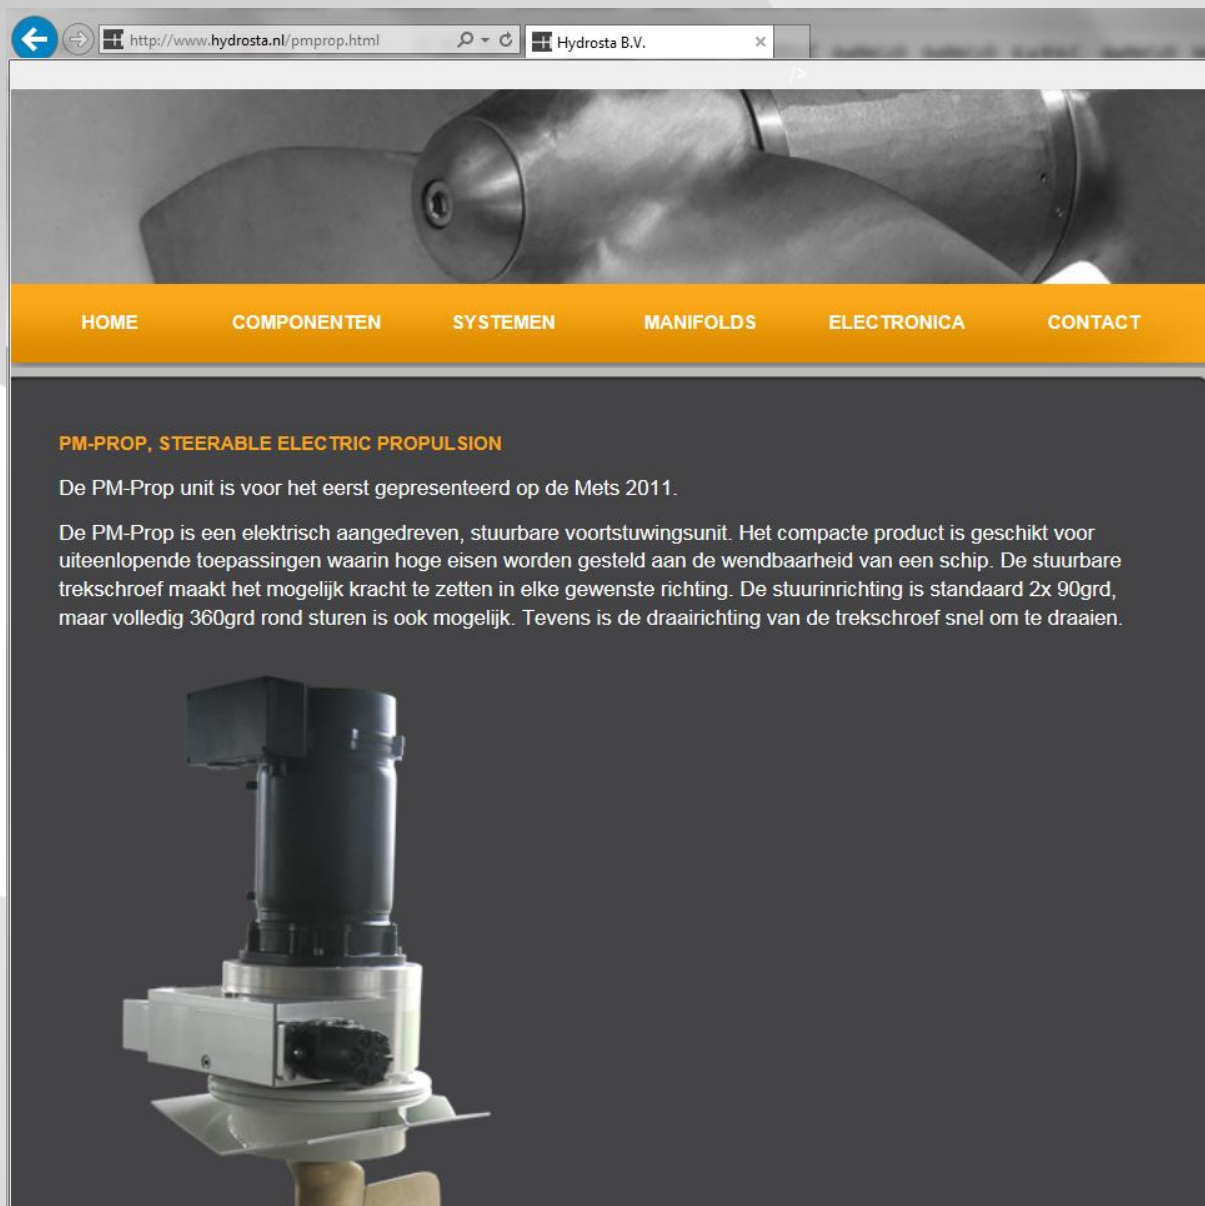 http://www.hydrosta.nl/pmprop.html
Hydrosta B.V.
/>
HOME COMPONENTEN SYSTEMEN MANIFOLDS ELECTRONICA CONTACT
PM-PROP, STEERABLE ELECTRIC PROPULSION
De PM-Prop unit is voor het eerst gepresenteerd op de Mets 2011.
De PM-Prop is een elektrisch aangedreven, stuurbare voortstuwingsunit. Het compacte product is geschikt voor
uiteenlopende toepassingen waarin hoge eisen worden gesteld aan de wendbaarheid van een schip. De stuurbare
trekschroef maakt het mogelijk kracht te zetten in elke gewenste richting. De stuurinrichting is standaard 2x 90grd,
maar volledig 360grd rond sturen is ook mogelijk. Tevens is de draairichting van de trekschroef snel om te draaien.